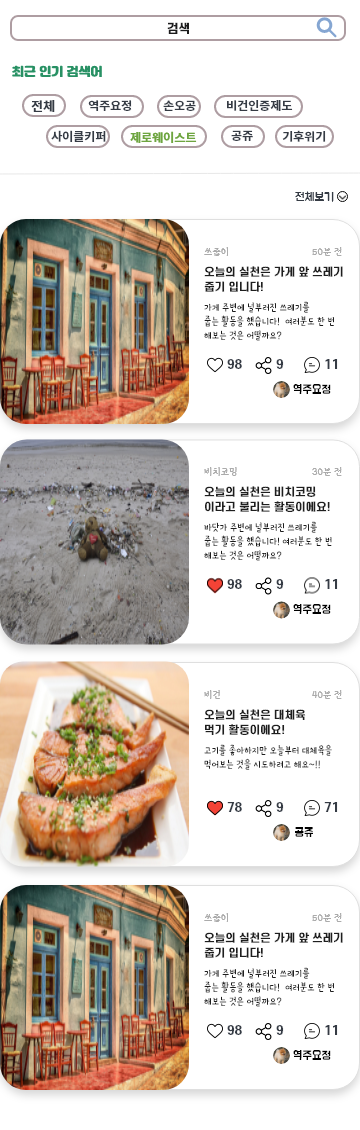 검색
최근 인기 검색어
전체 역주요정 손오공 비건인증제도
사이클키퍼 제로웨이스트 공쥬 기후위기
전체보기
쓰줍이 50분 전
오늘의 실천은 가게 앞 쓰레기
줍기 입니다!
가게 주변에 널부러진 쓰레기를
줍는 활동을 했습니다! 여러분도 한 번
해보는 것은 어떨까요?
98 9 11
역주요정
비치코밍 30분 전
오늘의 실천은 비치코밍
이라고 불리는 활동이에요!
바닷가 주변에 널부러진 쓰레기를
줍는 활동을 했습니다! 여러분도 한 번
해보는 것은 어떨까요?
98 9 11
역주요정
비건 40분 전
오늘의 실천은 대체육
먹기 활동이에요!
고기를 좋아하지만 오늘부터 대체육을
먹어보는 것을 시도하려고 해요~!!
78 9 71
공쥬
쓰줍이 50분 전
오늘의 실천은 가게 앞 쓰레기
줍기 입니다!
가게 주변에 널부러진 쓰레기를
줍는 활동을 했습니다! 여러분도 한 번
해보는 것은 어떨까요?
98 9 11
역주요정